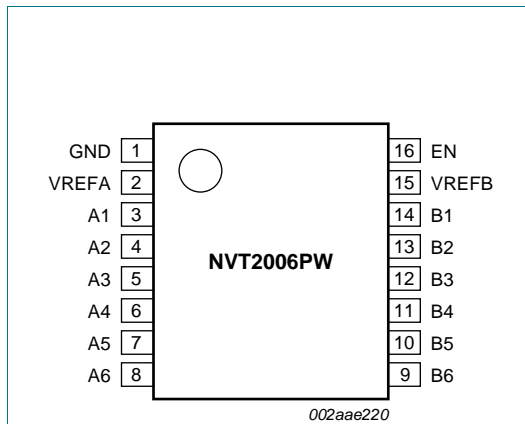 GND 1 16 EN
VREFA 2 15 VREFB
A1 3 14 B1
A2 4 13 B2
NVT2006PW
A3 5 12 B3
A4 6 11 B4
A5 7 10 B5
A6 8 9 B6
002aae220